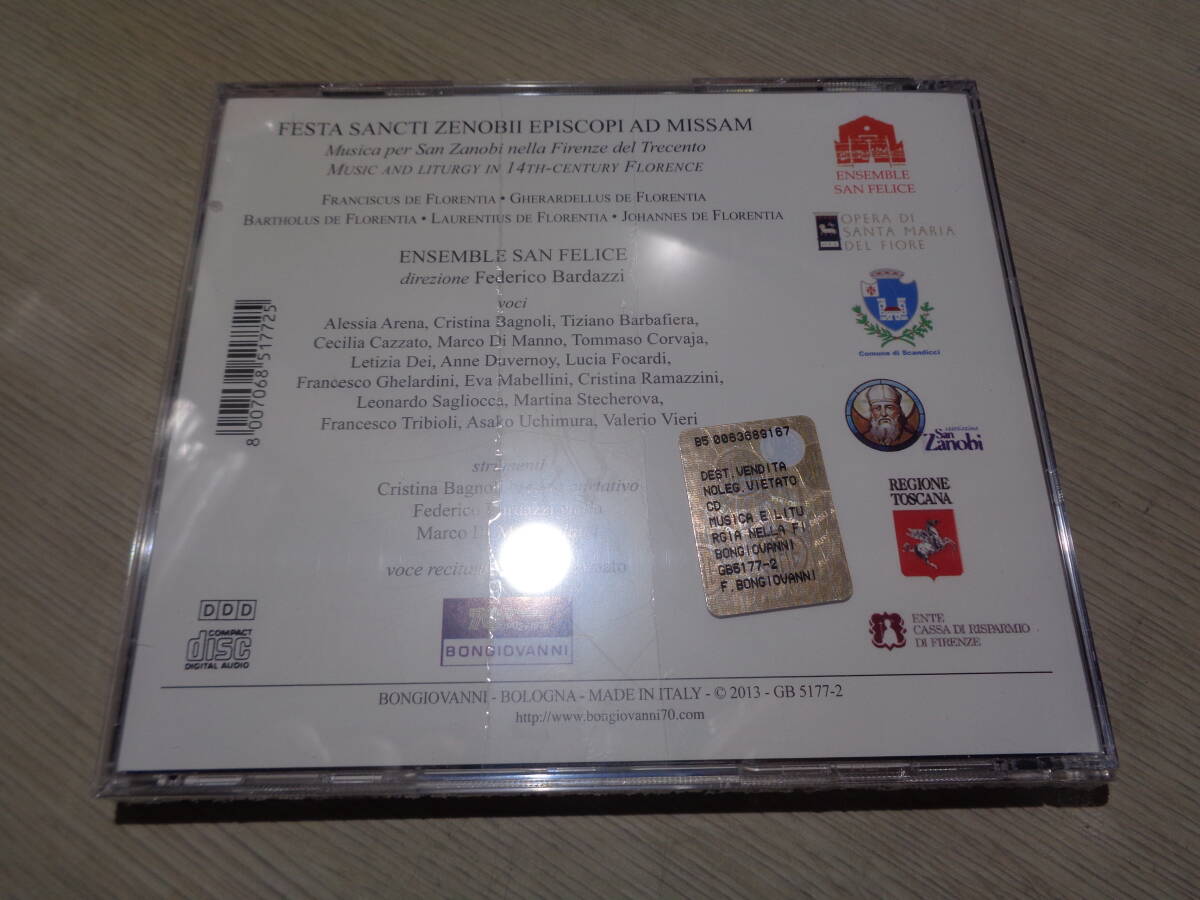 FESTA SANCTI ZENOBII EPISCOPI AD MISSAM
Musica per San Zanobi nella Firenze del Trecento
MUSIC AND LITURGY IN 14TH-CENTURY FLORENCE
FRANCISCUS DE FLORENTIA • GHERARDELLUS DE FLORENTIA
BARTHOLUS DE FLORENTIA • LAURENTIUS DE FLORENTIA • JOHANNES DE FLORENTIA
ENSEMBLE SAN FELICE
direzione Federico Bardazzi
voci
Alessia Arena, Cristina Bagnoli, Tiziano Barbafiera,
Cecilia Cazzato, Marco Di Manno, Tommaso Corvaja,
Letizia Dei, Anne Duvernoy, Lucia Focardi,
Francesco Ghelardini, Eva Mabellini, Cristina Ramazzini,
Leonardo Sagliocca, Martina Stecherova,
Francesco Tribioli, Asako Uchimura, Valerio Vieri
strumenti
Cristina Bagnoli
Federico Bardazzi
Marco
voce
8 007068 517725
DDD
COMPACT
disc
DIGITAL AUDIO
70
BONGIOVANNI
BONGIOVANNI - BOLOGNA - MADE IN ITALY - © 2013 - GB 5177-2
http://www.bongiovanni70.com
ENSEMBLE
SAN FELICE
OPERA DI
SANTA MARIA
DEL FIORE
Comune di Scandicci
San
Zanobi
REGIONE
TOSCANA
ENTE
CASSA DI RISPARMIO
DI FIRENZE
B5 0063689167
DEST.VENDITA
NOLEG.VIETATO
CD
MUSICA E LITU
RGIA NELLA FI
BONGIOVANNI
GB5177-2
F.BONGIOVANNI